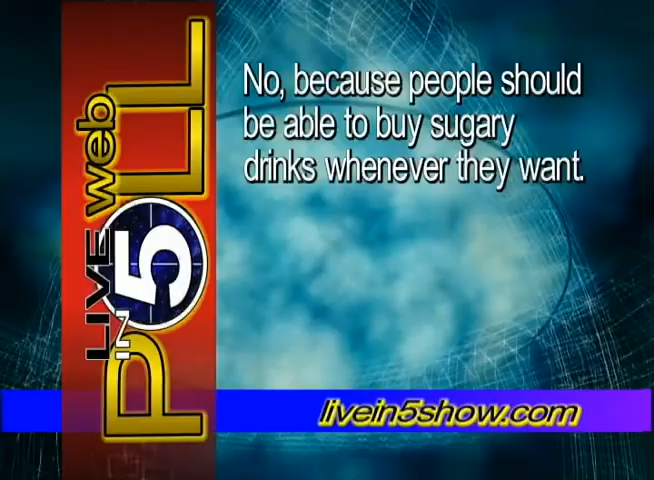 No, because people should
be able to buy sugary
drinks whenever they want.
LIVE IN 5
web
POLL
livein5show.com